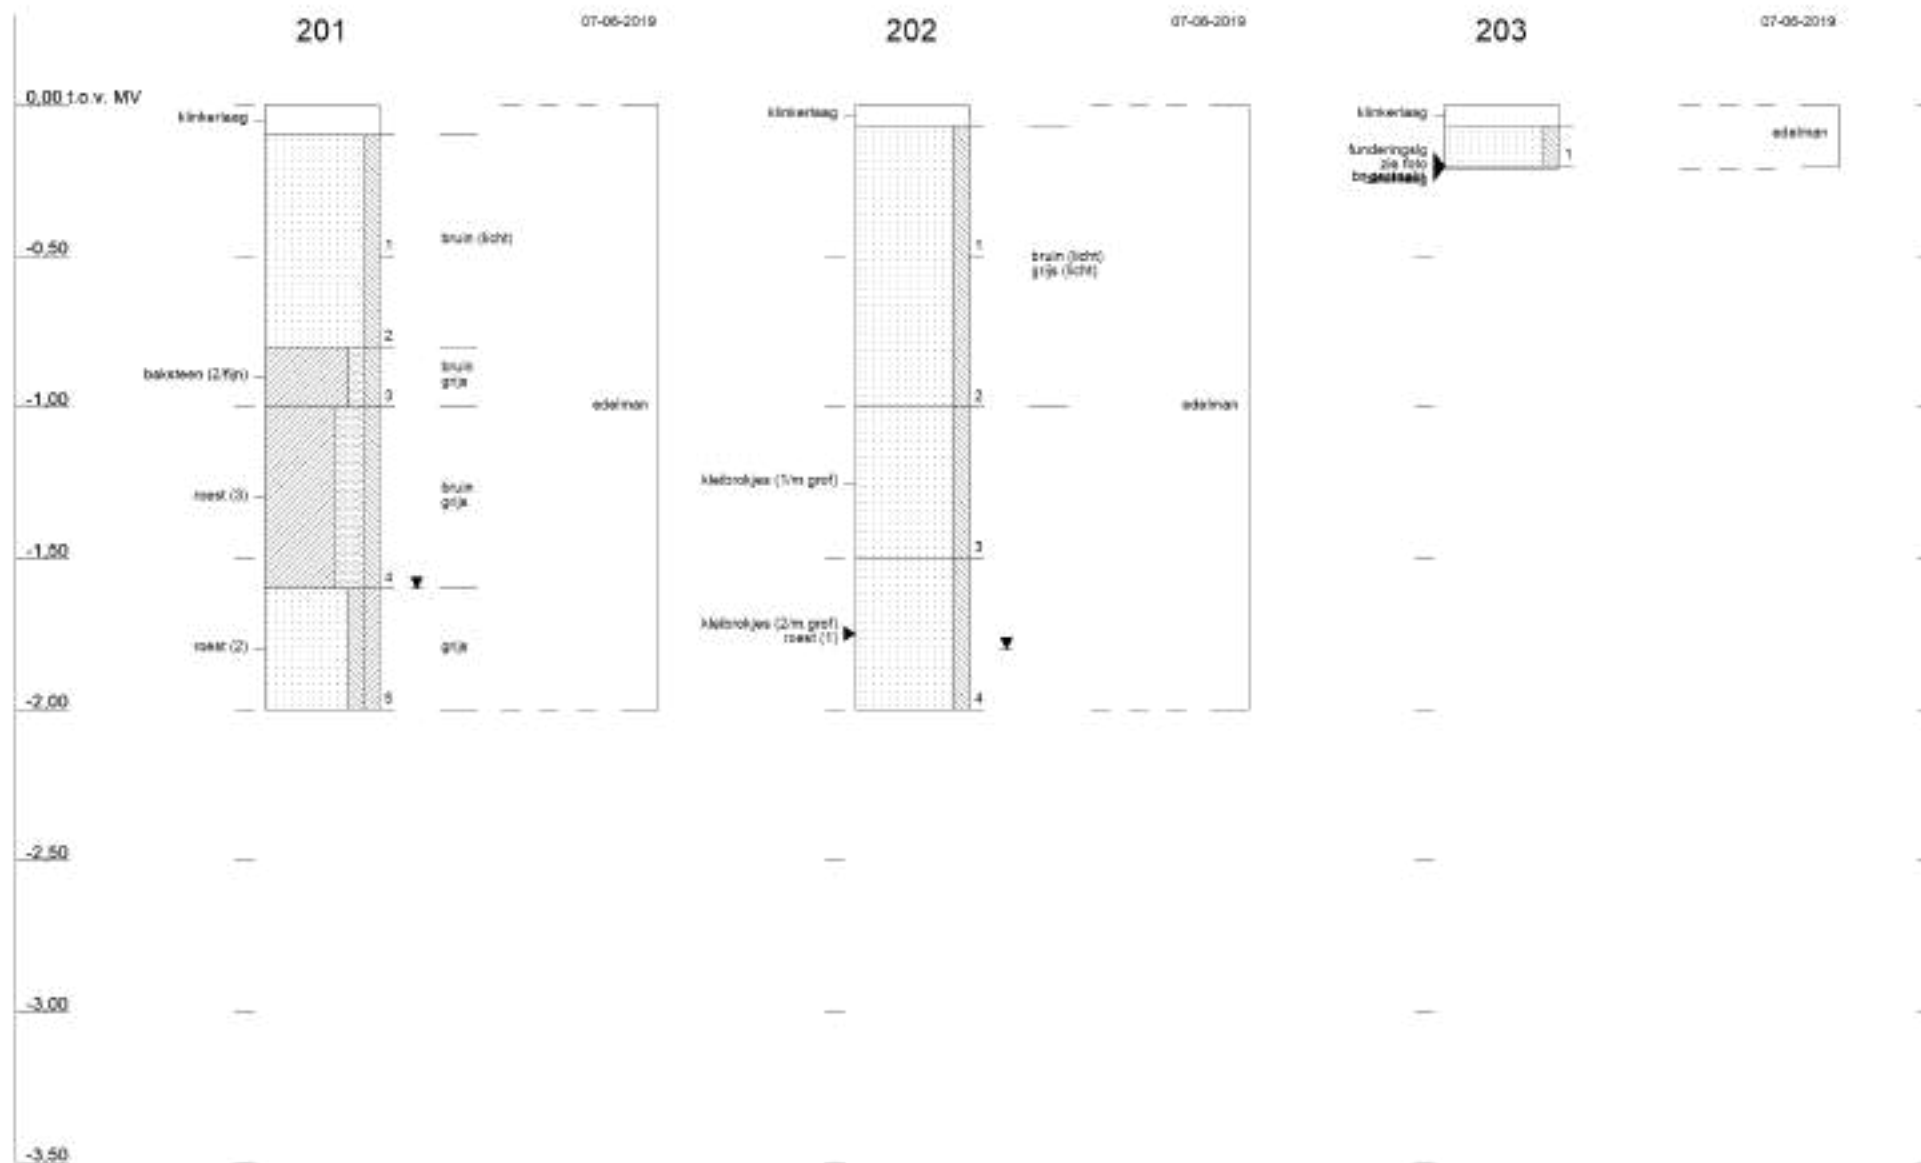 201
07-06-2019
202
07-06-2019
203
07-06-2019
0,00 t.o.v. MV
klinkerlaag
klinkerlaag
klinkerlaag
edelman
funderingslg
zie foto
1
-0,50
1
bruin (licht)
1
bruin (licht)
grijs (licht)
2
baksteen (2/fijn)
bruin
grijs
-1,00
3
edelman
2
edelman
roest (3)
bruin
grijs
kleibrokjes (1/m.grof)
-1,50
3
4
kleibrokjes (2/m.grof)
roest (1)
roest (2)
grijs
-2,00
5
4
-2,50
-3,00
-3,50